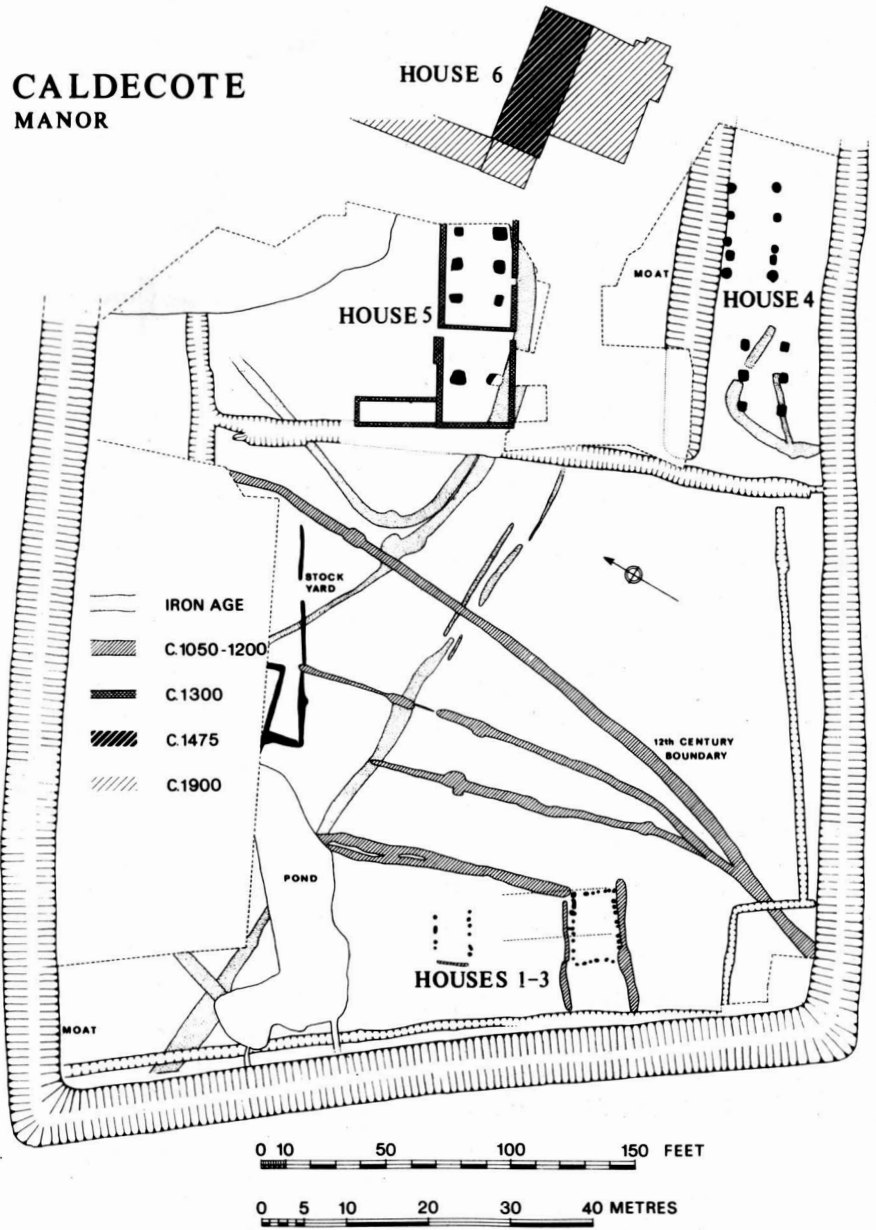 CALDECOTE
MANOR
HOUSE 6
MOAT
HOUSE 4
HOUSE 5
STOCK
YARD
IRON AGE
C.1050-1200
C.1300
C.1475
C.1900
12th CENTURY
BOUNDARY
POND
HOUSES 1-3
MOAT
0 10 50 100 150 FEET
0 5 10 20 30 40 METRES